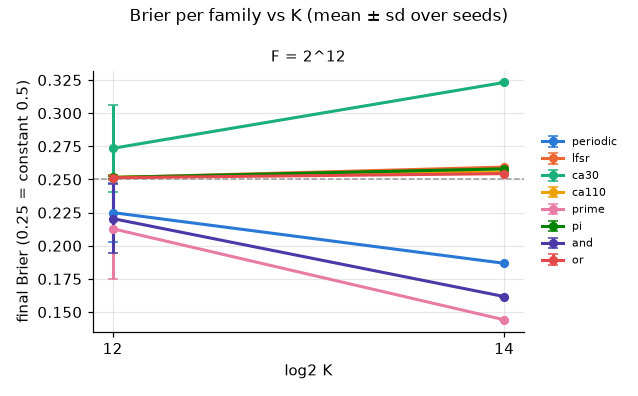 Brier per family vs K (mean ± sd over seeds)
F = 2^12
final Brier (0.25 = constant 0.5)
0.325
0.300
0.275
0.250
0.225
0.200
0.175
0.150
12
14
log2 K
periodic
lfsr
ca30
ca110
prime
pi
and
or